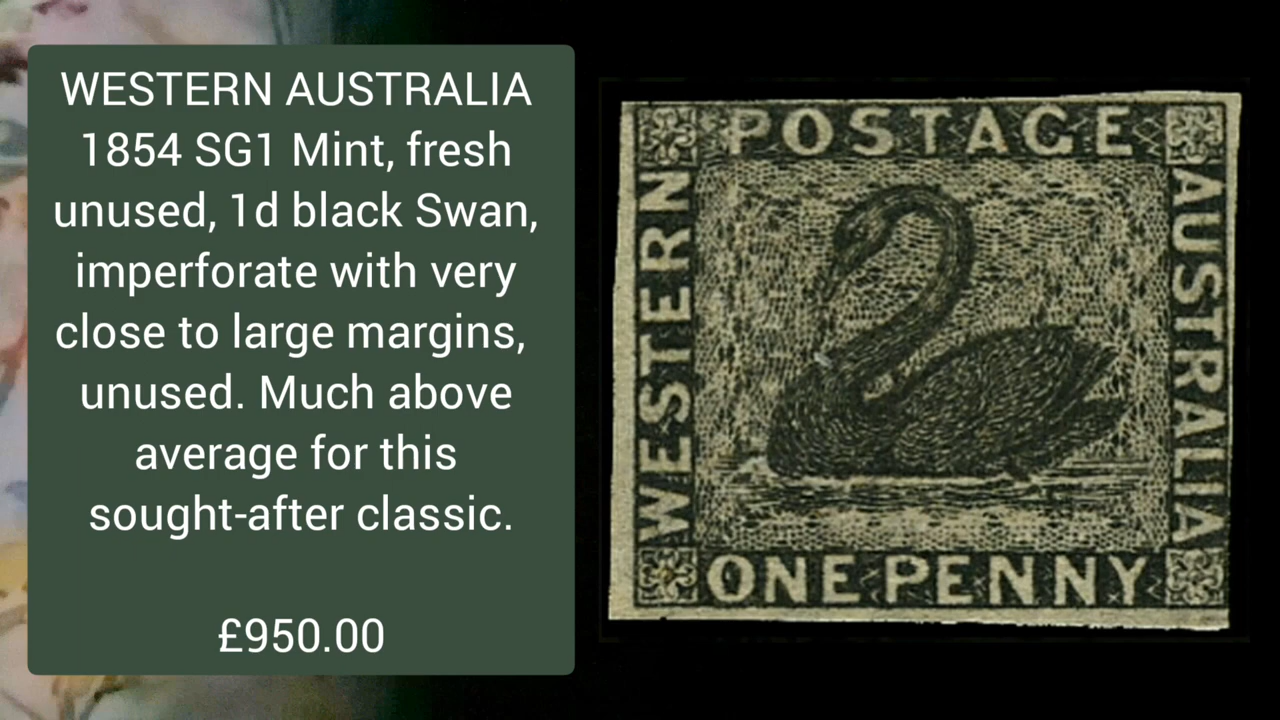 WESTERN AUSTRALIA
1854 SG1 Mint, fresh
unused, 1d black Swan,
imperforate with very
close to large margins,
unused. Much above
average for this
sought-after classic.
£950.00
POSTAGE
WESTERN
AUSTRALIA
ONE PENNY